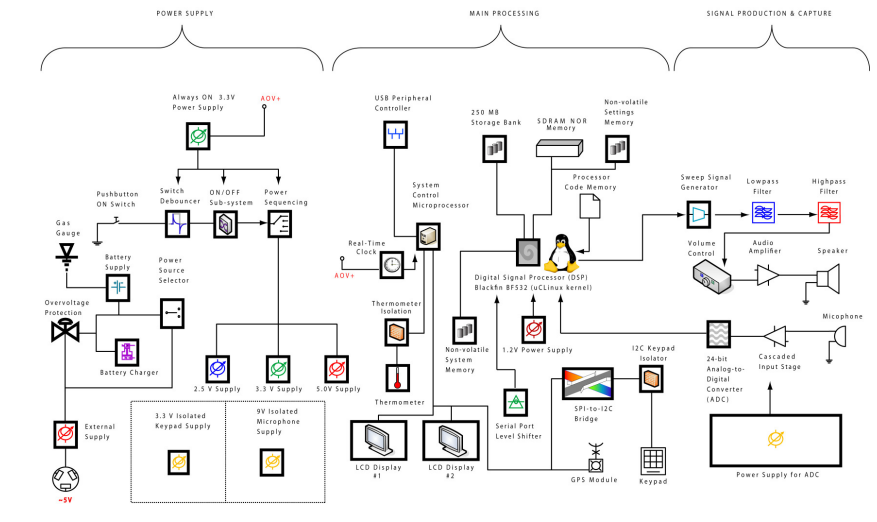 POWER SUPPLY
MAIN PROCESSING
SIGNAL PRODUCTION & CAPTURE
Always ON 3.3V
Power Supply
AOV+
USB Peripheral
Controller
250 MB
Storage Bank
SDRAM NOR
Memory
Non-volatile
Settings
Memory
Pushbutton
ON Switch
Switch
Debouncer
ON/OFF
Sub-system
Power
Sequencing
System
Control
Microprocessor
Processor
Code Memory
Sweep Signal
Generator
Lowpass
Filter
Highpass
Filter
Gas
Gauge
Battery
Supply
Power
Source
Selector
Real-Time
Clock
AOV+
Digital Signal Processor (DSP)
Blackfin BF532 (uCLinux kernel)
Volume
Control
Audio
Amplifier
Speaker
Overvoltage
Protection
Battery Charger
Thermometer
Isolation
Thermometer
Non-volatile
System
Memory
1.2V Power Supply
I2C Keypad
Isolator
24-bit
Analog-to-
Digital
Converter
(ADC)
Cascaded
Input Stage
Micophone
2.5 V Supply
3.3 V Supply
5.0V Supply
External
Supply
~5V
3.3 V Isolated
Keypad Supply
9V Isolated
Microphone
Supply
LCD Display
#1
LCD Display
#2
Serial Port
Level Shifter
SPI-to-I2C
Bridge
GPS Module
Keypad
Power Supply for ADC